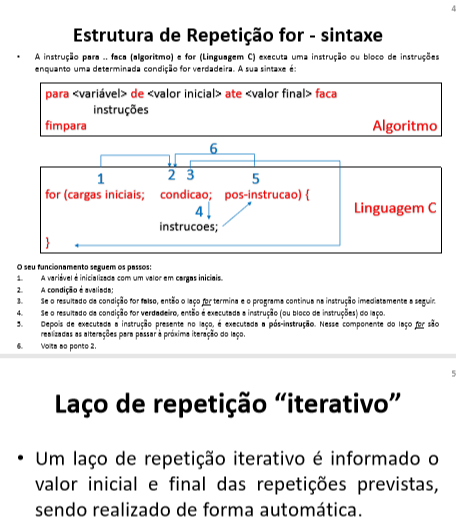 4
Estrutura de Repetição for - sintaxe
• A instrução para .. faca (algoritmo) e for (Linguagem C) executa uma instrução ou bloco de instruções
enquanto uma determinada condição for verdadeira. A sua sintaxe é:
para <variável> de <valor inicial> ate <valor final> faca
instruções
fimpara
Algoritmo
6
1 2 3 5
for (cargas iniciais; condicao; pos-instrucao) {
Linguagem C
4
instrucoes;
}
O seu funcionamento seguem os passos:
1. A variável é inicializada com um valor em cargas iniciais.
2. A condição é avaliada;
3. Se o resultado da condição for falso, então o laço for termina e o programa continua na instrução imediatamente a seguir.
4. Se o resultado da condição for verdadeiro, então é executada a instrução (ou bloco de instruções) do laço.
5. Depois de executada a instrução presente no laço, é executada a pós-instrução. Nesse componente do laço for são
realizadas as alterações para passar à próxima iteração do laço.
6. Volta ao ponto 2.
5
Laço de repetição “iterativo”
• Um laço de repetição iterativo é informado o
valor inicial e final das repetições previstas,
sendo realizado de forma automática.